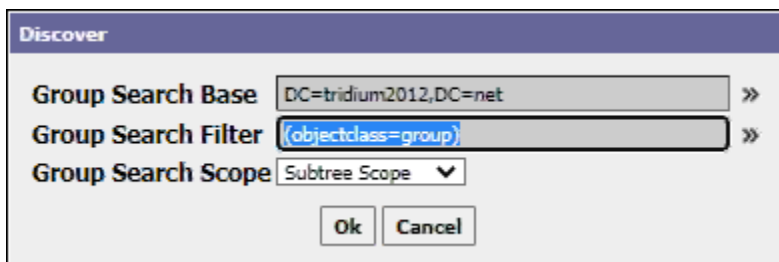 Discover
Group Search Base DC=tridium2012,DC=net »
Group Search Filter (objectclass=group) »
Group Search Scope Subtree Scope
Ok Cancel